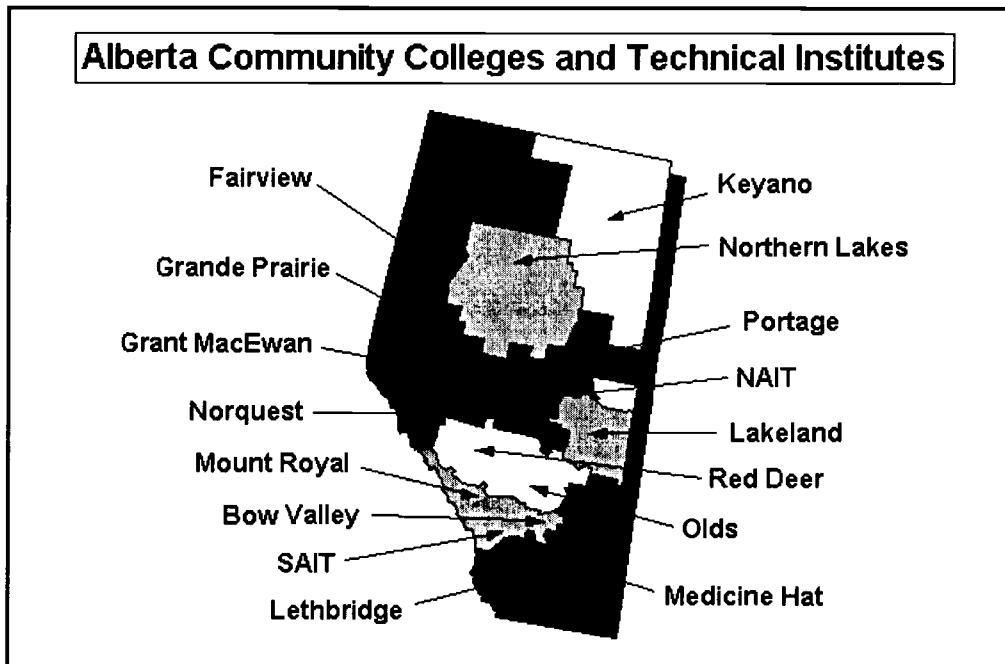 Alberta Community Colleges and Technical Institutes
Fairview
Keyano
Northern Lakes
Grande Prairie
Portage
Grant MacEwan
NAIT
Norquest
Lakeland
Mount Royal
Red Deer
Bow Valley
Olds
SAIT
Medicine Hat
Lethbridge